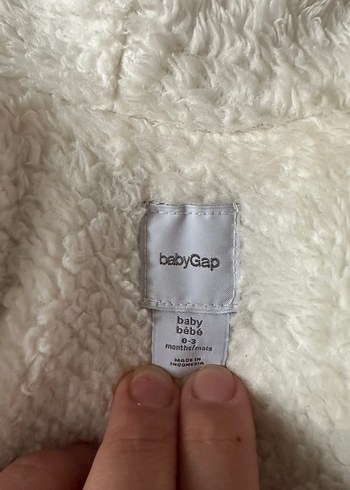 babyGap
baby
bébé
0-3
months/mois
MADE IN
INDONESIA